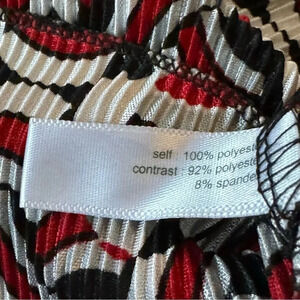 self : 100% polyeste
contrast : 92% polyeste
8% spande